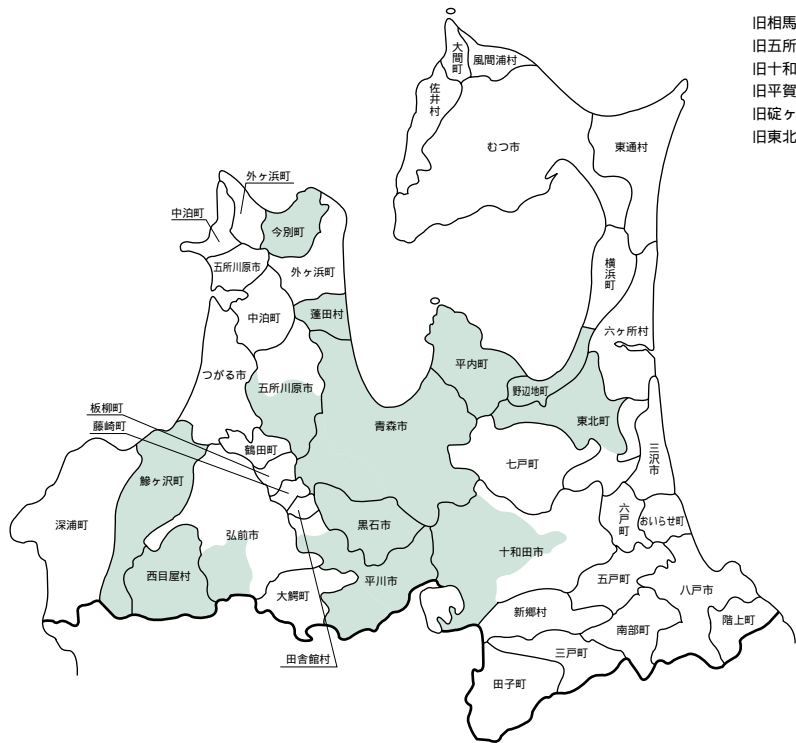 旧相馬
旧五所
旧十和
旧平賀
旧碇ヶ
旧東北
大間町
風間浦村
佐井村
むつ市
東通村
外ヶ浜町
中泊町
今別町
五所川原市
外ヶ浜町
横浜町
中泊町
蓬田村
六ヶ所村
平内町
つがる市
五所川原市
野辺地町
板柳町
藤崎町
青森市
東北町
鶴田町
七戸町
三沢市
鰺ヶ沢町
六戸町
おいらせ町
深浦町
弘前市
黒石市
十和田市
西目屋村
平川市
五戸町
八戸市
大鰐町
新郷村
南部町
階上町
三戸町
田舎館村
田子町